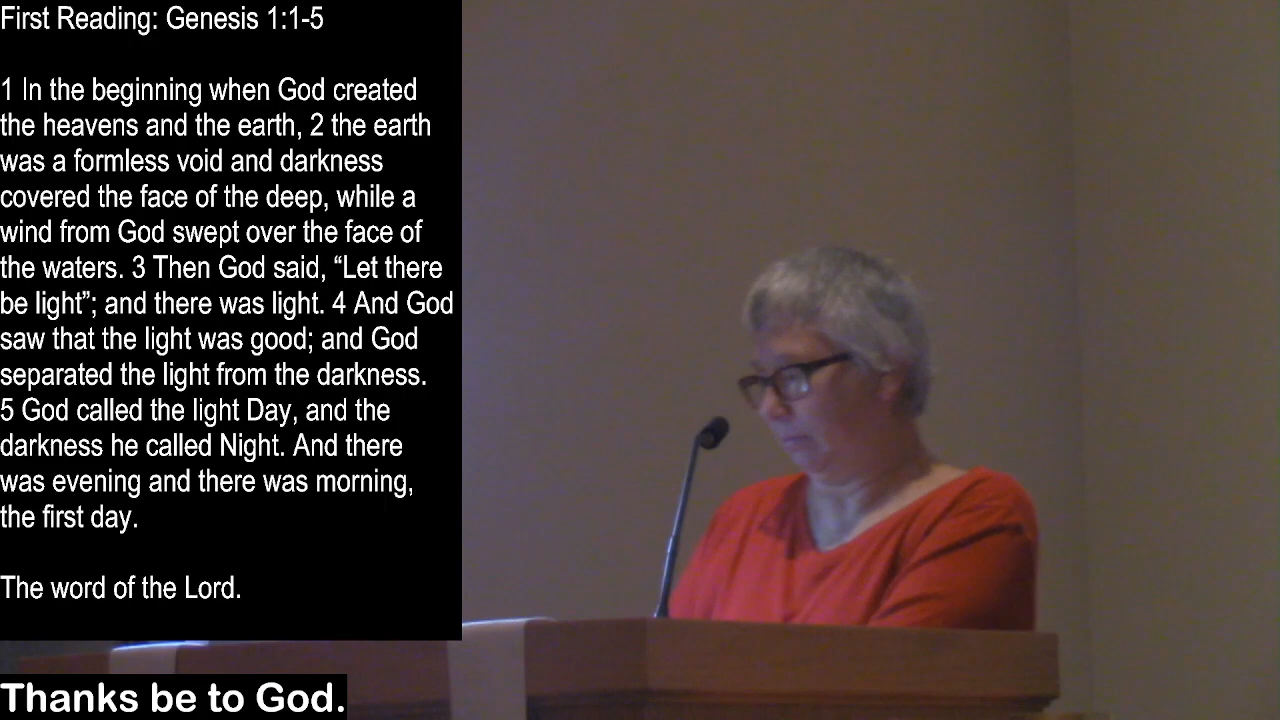 First Reading: Genesis 1:1-5
1 In the beginning when God created
the heavens and the earth, 2 the earth
was a formless void and darkness
covered the face of the deep, while a
wind from God swept over the face of
the waters. 3 Then God said, “Let there
be light”; and there was light. 4 And God
saw that the light was good; and God
separated the light from the darkness.
5 God called the light Day, and the
darkness he called Night. And there
was evening and there was morning,
the first day.
The word of the Lord.
Thanks be to God.